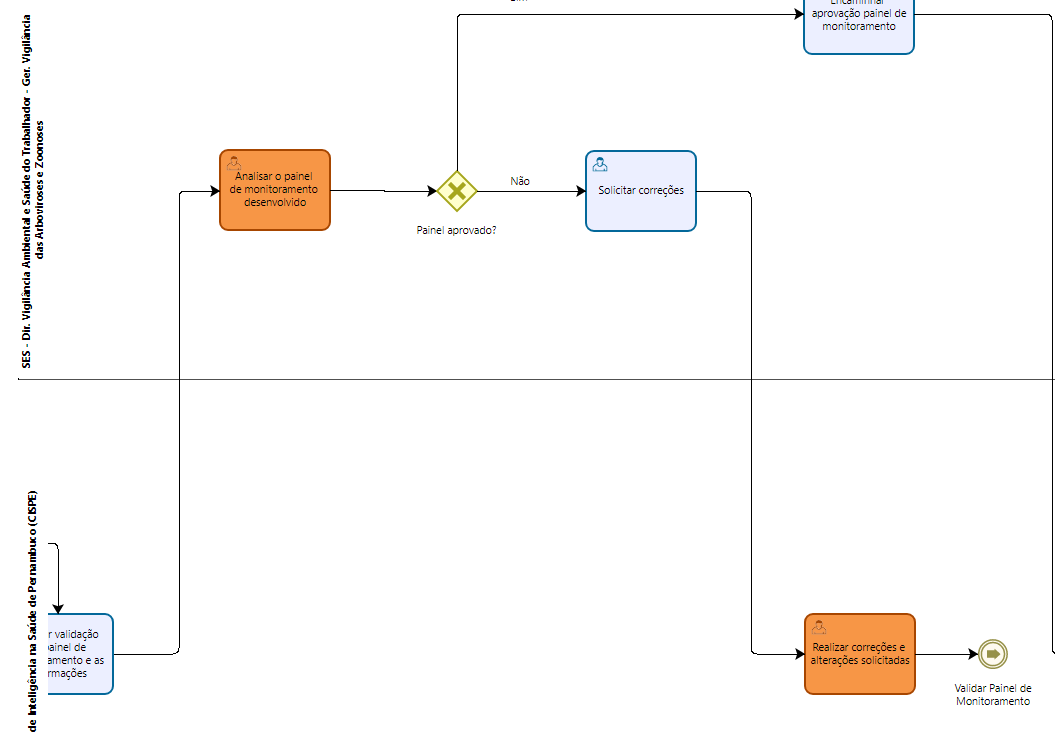 SES - Dir. Vigilância Ambiental e Saúde do Trabalhador - Ger. Vigilância
das Arboviroses e Zoonoses
aprovação painel de
monitoramento
Analisar o painel
de monitoramento
desenvolvido
Painel aprovado?
Não
Solicitar correções
de Inteligência na Saúde de Pernambuco (CISPE)
r validação
ainel de
amento e as
rmações
Realizar correções e
alterações solicitadas
Validar Painel de
Monitoramento